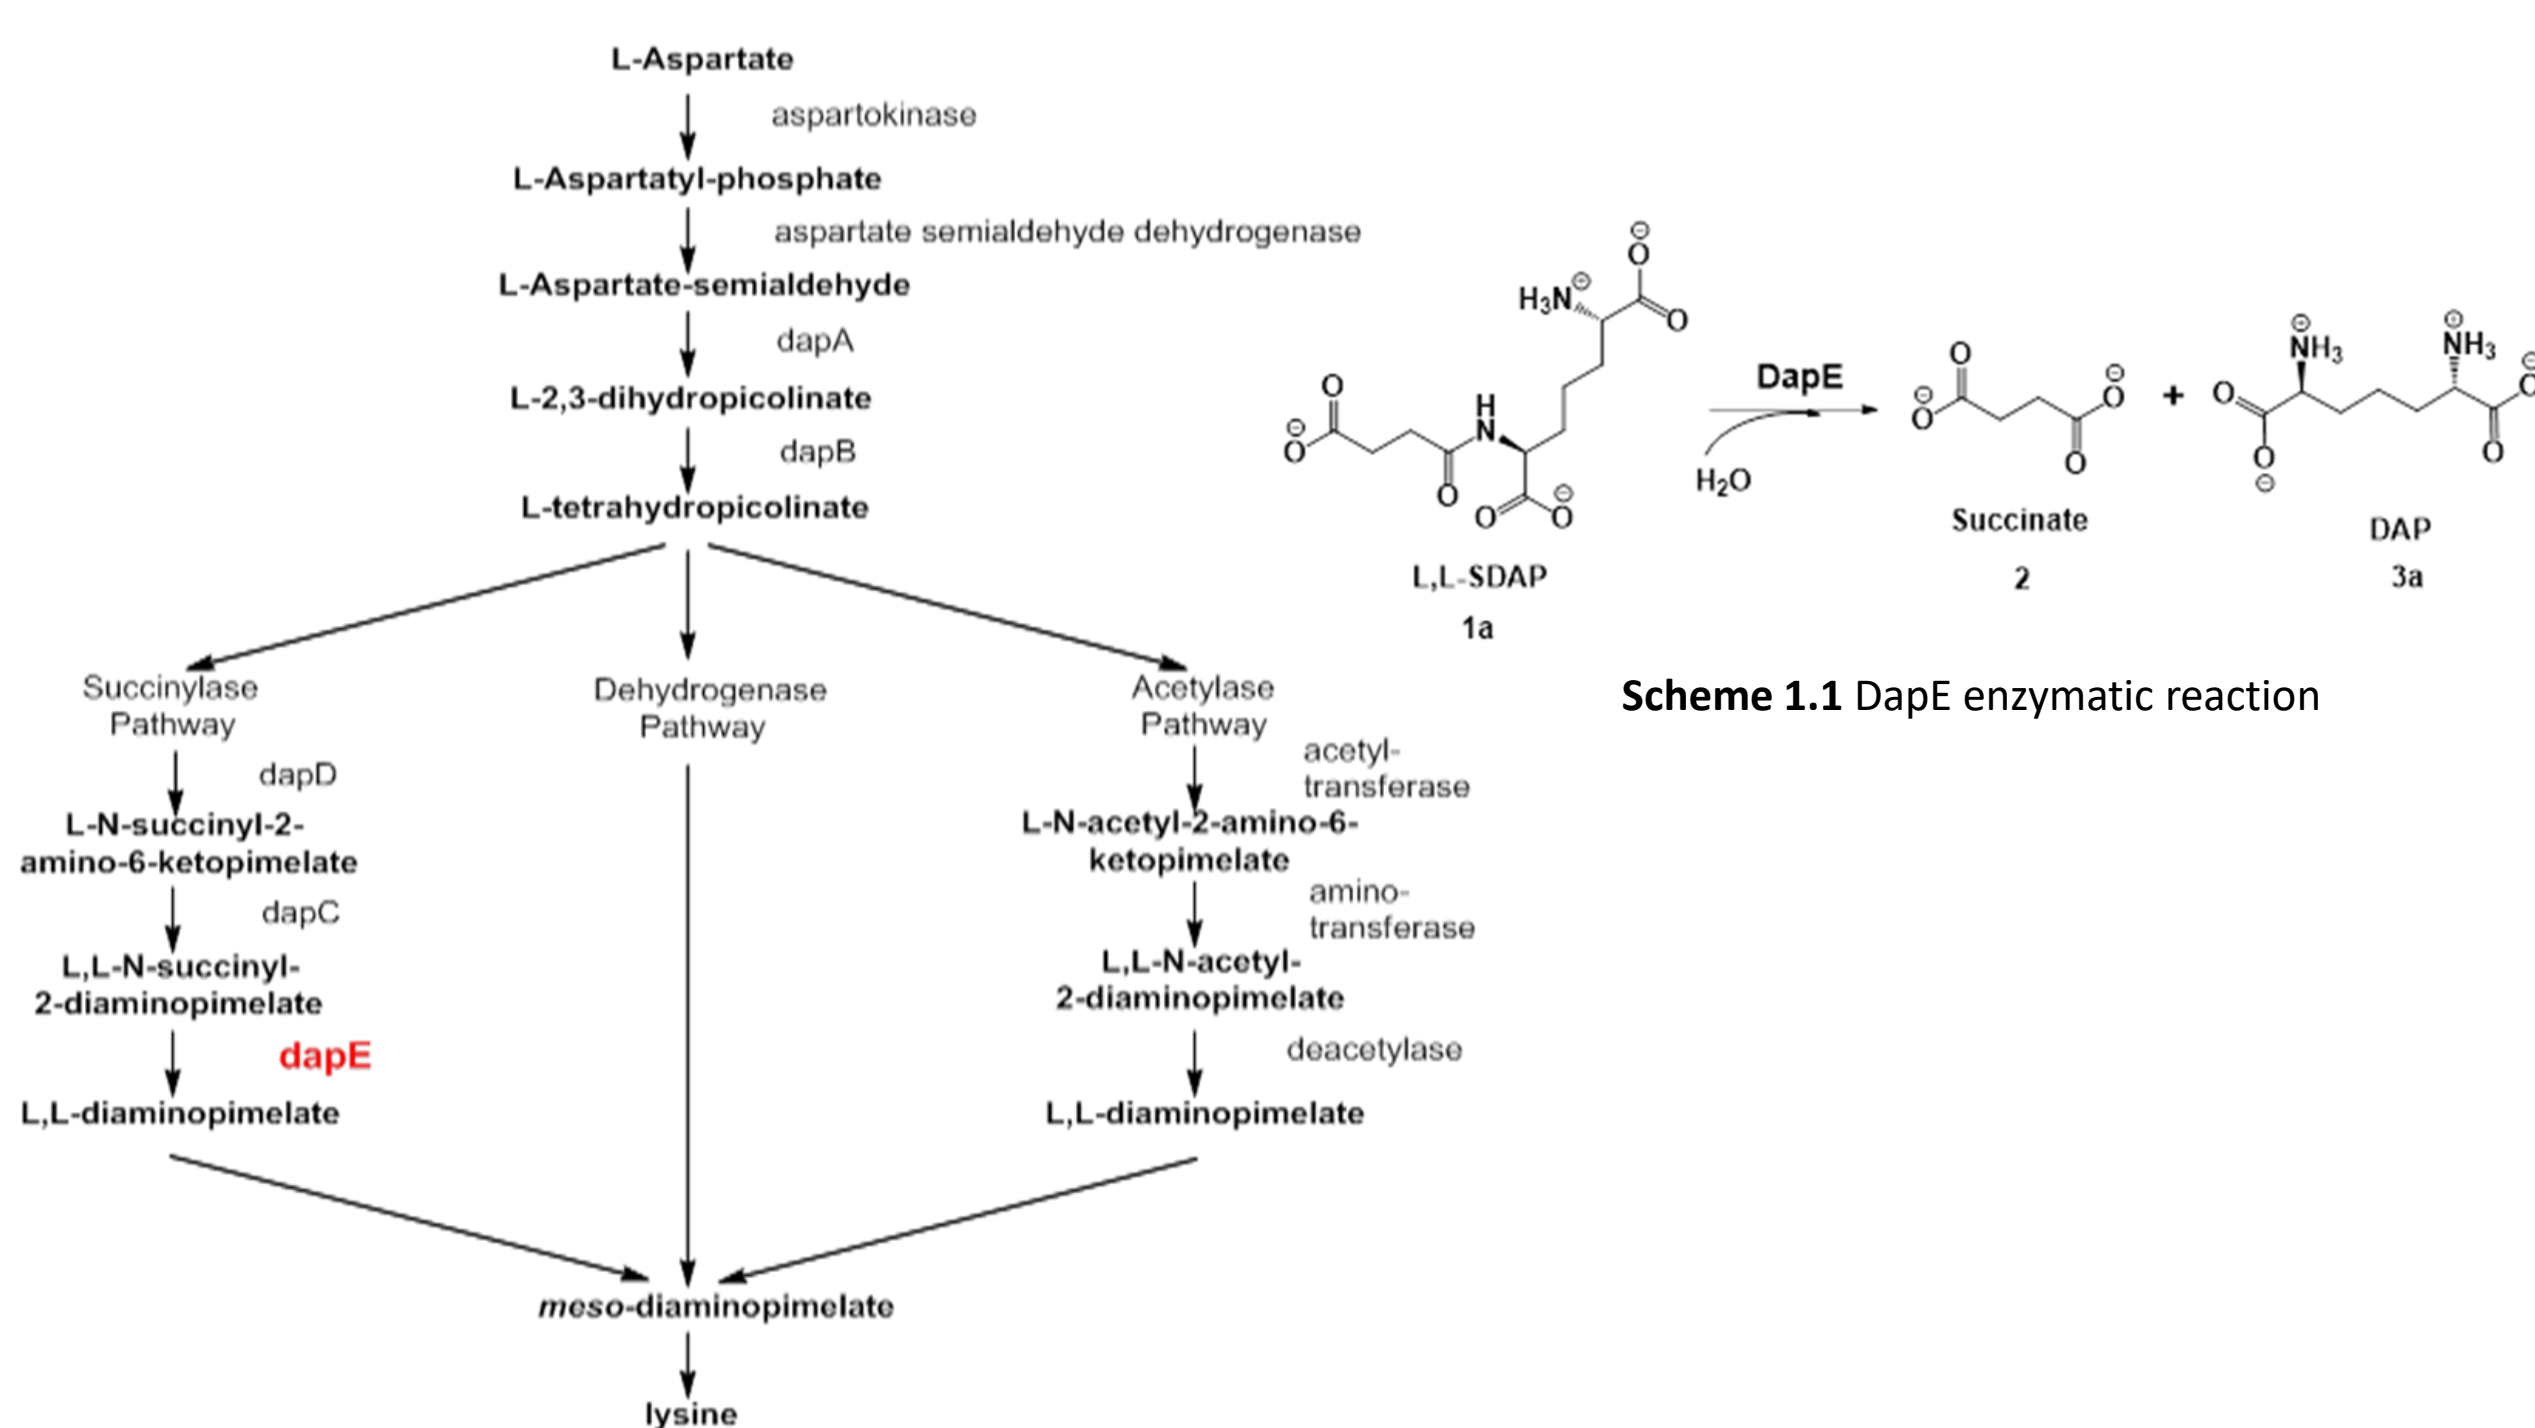 L-Aspartate
aspartokinase
L-Aspartatyl-phosphate
aspartate semialdehyde dehydrogenase
L-Aspartate-semialdehyde
dapA
L-2,3-dihydropicolinate
dapB
L-tetrahydropicolinate
Succinylase
Pathway
dapD
L-N-succinyl-2-
amino-6-ketopimelate
dapC
L,L-N-succinyl-
2-diaminopimelate
dapE
L,L-diaminopimelate
Dehydrogenase
Pathway
Acetylase
Pathway
acetyl-
transferase
L-N-acetyl-2-amino-6-
ketopimelate
amino-
transferase
L,L-N-acetyl-
2-diaminopimelate
deacetylase
L,L-diaminopimelate
meso-diaminopimelate
lysine
⊖
O
H₃N⊖
O
O
⊖
O
H
N
O
O
⊖
O
L,L-SDAP
1a
DapE
H₂O
O
⊖
O
⊖
O
O
Succinate
2
+
⊖
NH₃
⊕
NH₃
O
O
⊖
⊖
O
O
DAP
3a
Scheme 1.1 DapE enzymatic reaction